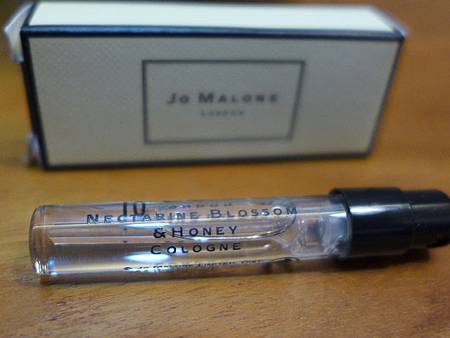 Jo Malone
London
Nectarine Blossom
& Honey
Cologne